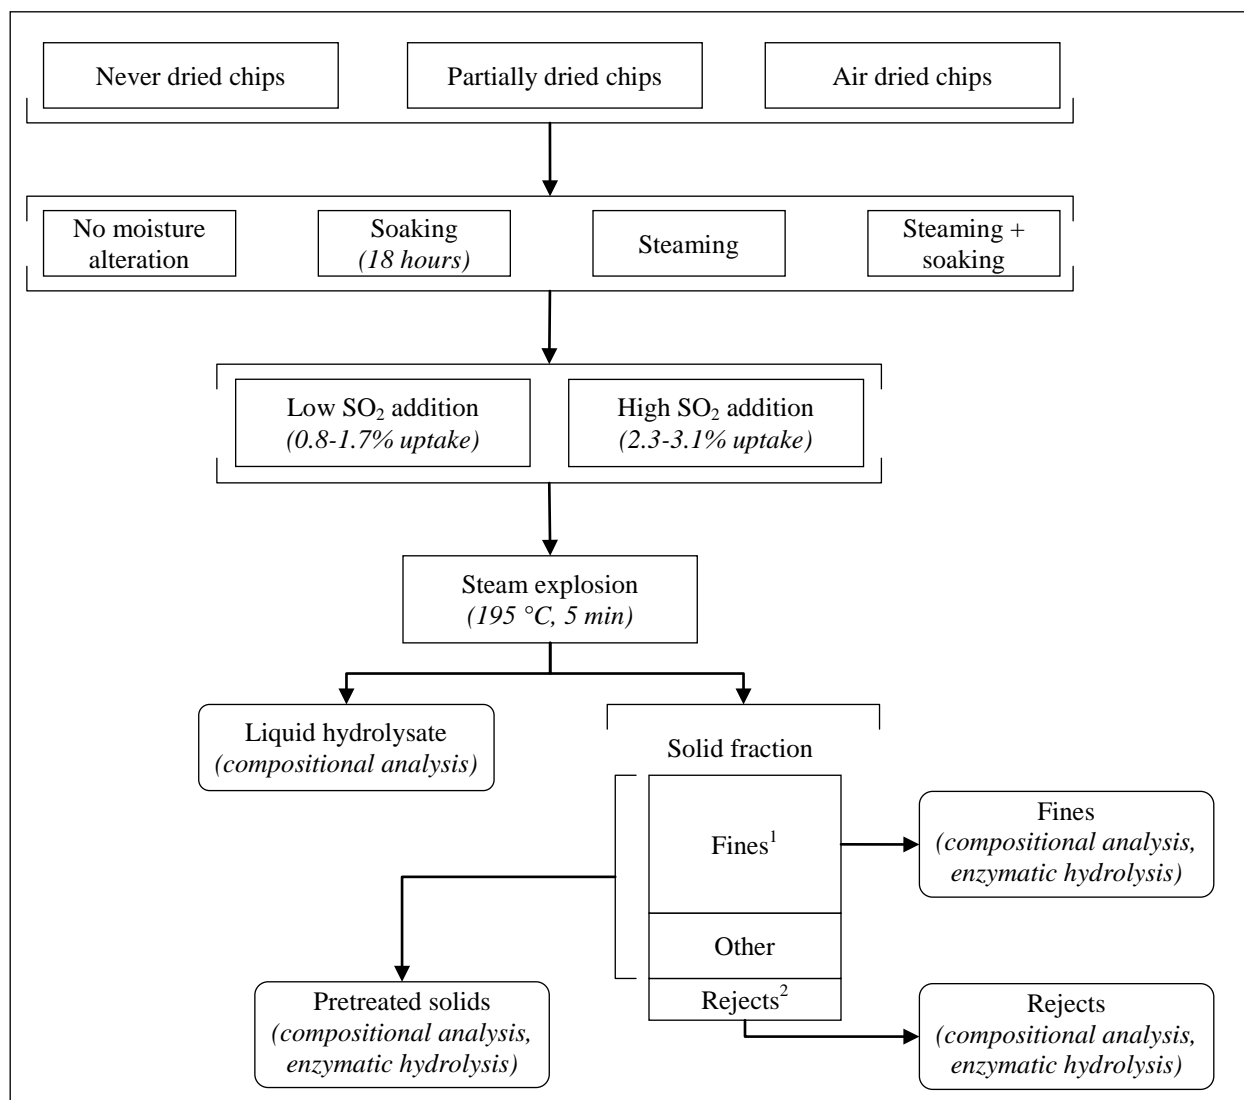 Never dried chips
Partially dried chips
Air dried chips
No moisture
alteration
Soaking
(18 hours)
Steaming
Steaming +
soaking
Low SO₂ addition
(0.8-1.7% uptake)
High SO₂ addition
(2.3-3.1% uptake)
Steam explosion
(195 °C, 5 min)
Liquid hydrolysate
(compositional analysis)
Solid fraction
Fines¹
Other
Rejects²
Fines
(compositional analysis,
enzymatic hydrolysis)
Pretreated solids
(compositional analysis,
enzymatic hydrolysis)
Rejects
(compositional analysis,
enzymatic hydrolysis)